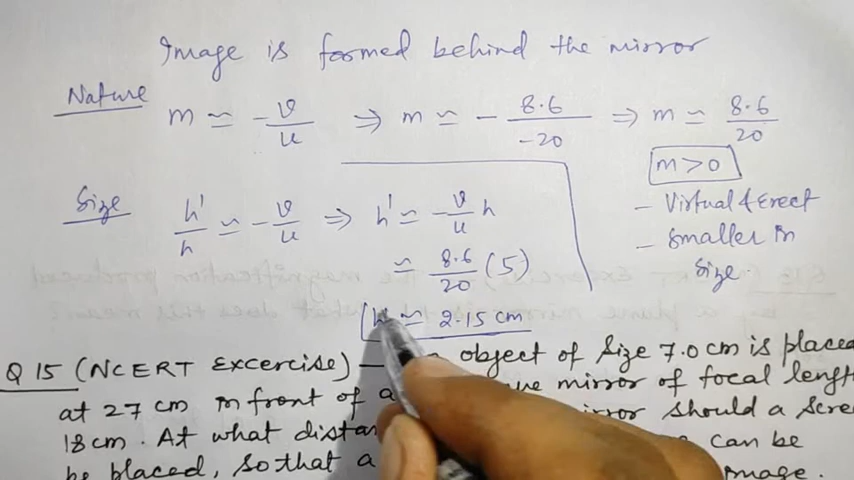 Image is formed behind the mirror
Nature
m ≃ -v/u ⇒ m ≃ - 8.6/-20 ⇒ m ≃ 8.6/20
m>0
Size
h'/h ≃ -v/u ⇒ h' ≃ -v/u h
- Virtual & Erect
- Smaller in
Size.
≃ 8.6/20 (5)
h' ≃ 2.15 cm
Q 15 (NCERT Excercise) – object of Size 7.0 cm is placed
at 27 cm in front of a mirror of focal length
18 cm. At what should a Scre
be placed, so that a can be
image.